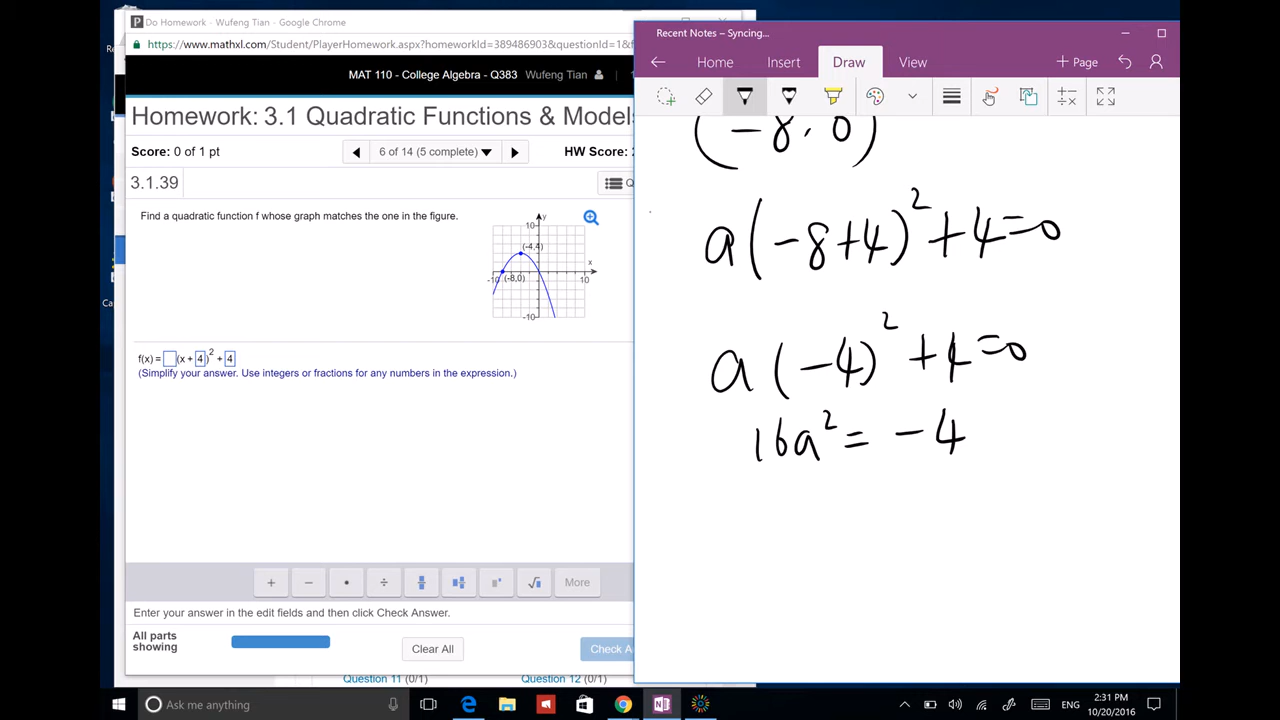 Do Homework - Wufeng Tian - Google Chrome
https://www.mathxl.com/Student/PlayerHomework.aspx?homeworkId=389486903&questionId=1&f
MAT 110 - College Algebra - Q383 Wufeng Tian
Homework: 3.1 Quadratic Functions & Models
Score: 0 of 1 pt
6 of 14 (5 complete)
HW Score:
3.1.39
Find a quadratic function f whose graph matches the one in the figure.
10
y
(-4,4)
x
-10
(-8,0)
10
-10
f(x) = (x + 4)² + 4
(Simplify your answer. Use integers or fractions for any numbers in the expression.)
More
Enter your answer in the edit fields and then click Check Answer.
All parts
showing
Clear All
Check A
Question 11 (0/1) Question 12 (0/1)
Recent Notes – Syncing...
Home Insert Draw View
+ Page
(-8, 0)
a(-8+4)² + 4 = 0
a(-4)² + 4 = 0
16a² = -4
Ask me anything
ENG
2:31 PM
10/20/2016